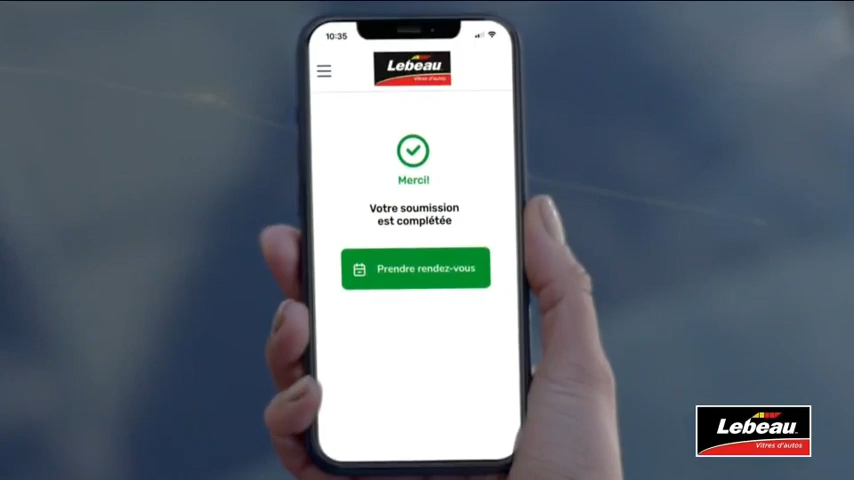 10:35
Lebeau
Vitres d'autos
Merci!
Votre soumission
est complétée
Prendre rendez-vous
Lebeau
Vitres d'autos